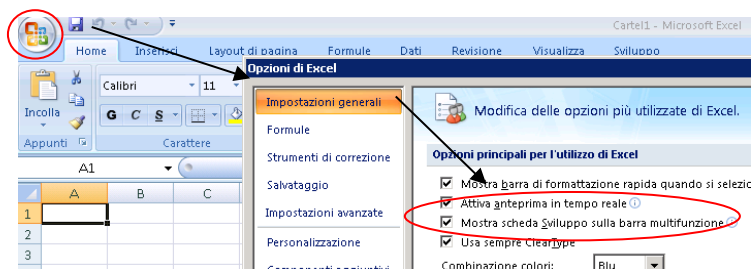 Cartel1 - Microsoft Excel
Home Inserisci Layout di pagina Formule Dati Revisione Visualizza Sviluppo
Opzioni di Excel
Calibri 11
Incolla
G C S
Appunti Carattere
A1
A B C
1
2
3
Impostazioni generali
Formule
Strumenti di correzione
Salvataggio
Impostazioni avanzate
Personalizzazione
Componenti aggiuntivi
Modifica delle opzioni più utilizzate di Excel.
Opzioni principali per l'utilizzo di Excel
Mostra barra di formattazione rapida quando si selezio
Attiva anteprima in tempo reale
Mostra scheda Sviluppo sulla barra multifunzione
Usa sempre ClearType
Combinazione colori: Blu